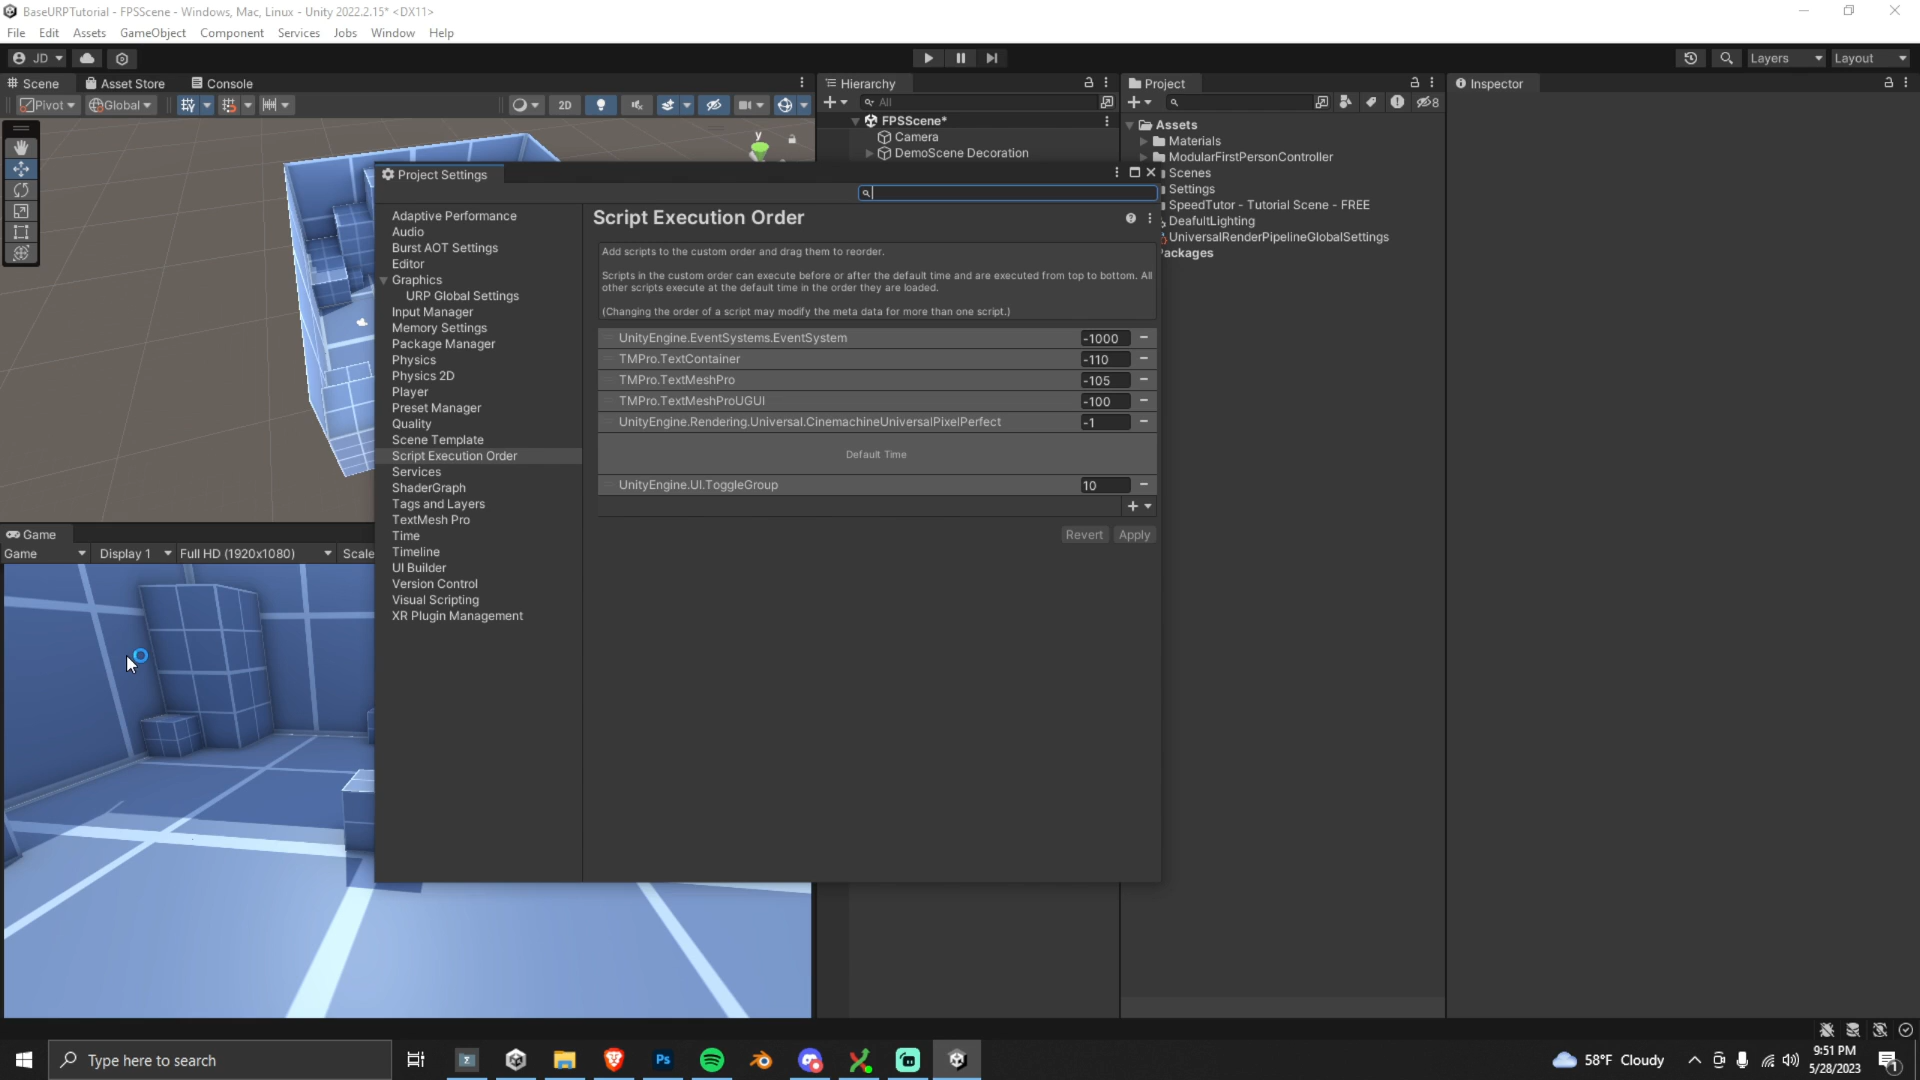 BaseURPTutorial - FPSScene - Windows, Mac, Linux - Unity 2022.2.15* <DX11>
File Edit Assets GameObject Component Services Jobs Window Help
JD Layers Layout
Scene Asset Store Console Hierarchy Project Inspector
Pivot Global 2D All 8
FPSScene*
Camera
DemoScene Decoration
y
Assets
Materials
ModularFirstPersonController
Scenes
Settings
SpeedTutor - Tutorial Scene - FREE
DeafultLighting
UniversalRenderPipelineGlobalSettings
ackages
Project Settings
Adaptive Performance
Audio
Burst AOT Settings
Editor
Graphics
URP Global Settings
Input Manager
Memory Settings
Package Manager
Physics
Physics 2D
Player
Preset Manager
Quality
Scene Template
Script Execution Order
Services
ShaderGraph
Tags and Layers
TextMesh Pro
Time
Timeline
UI Builder
Version Control
Visual Scripting
XR Plugin Management
Script Execution Order
Add scripts to the custom order and drag them to reorder.
Scripts in the custom order can execute before or after the default time and are executed from top to bottom. All
other scripts execute at the default time in the order they are loaded.
(Changing the order of a script may modify the meta data for more than one script.)
UnityEngine.EventSystems.EventSystem -1000
TMPro.TextContainer -110
TMPro.TextMeshPro -105
TMPro.TextMeshProUGUI -100
UnityEngine.Rendering.Universal.CinemachineUniversalPixelPerfect -1
Default Time
UnityEngine.UI.ToggleGroup 10
Revert Apply
Game
Game Display 1 Full HD (1920x1080) Scale
Type here to search
Ps
58°F Cloudy
9:51 PM
5/28/2023
1